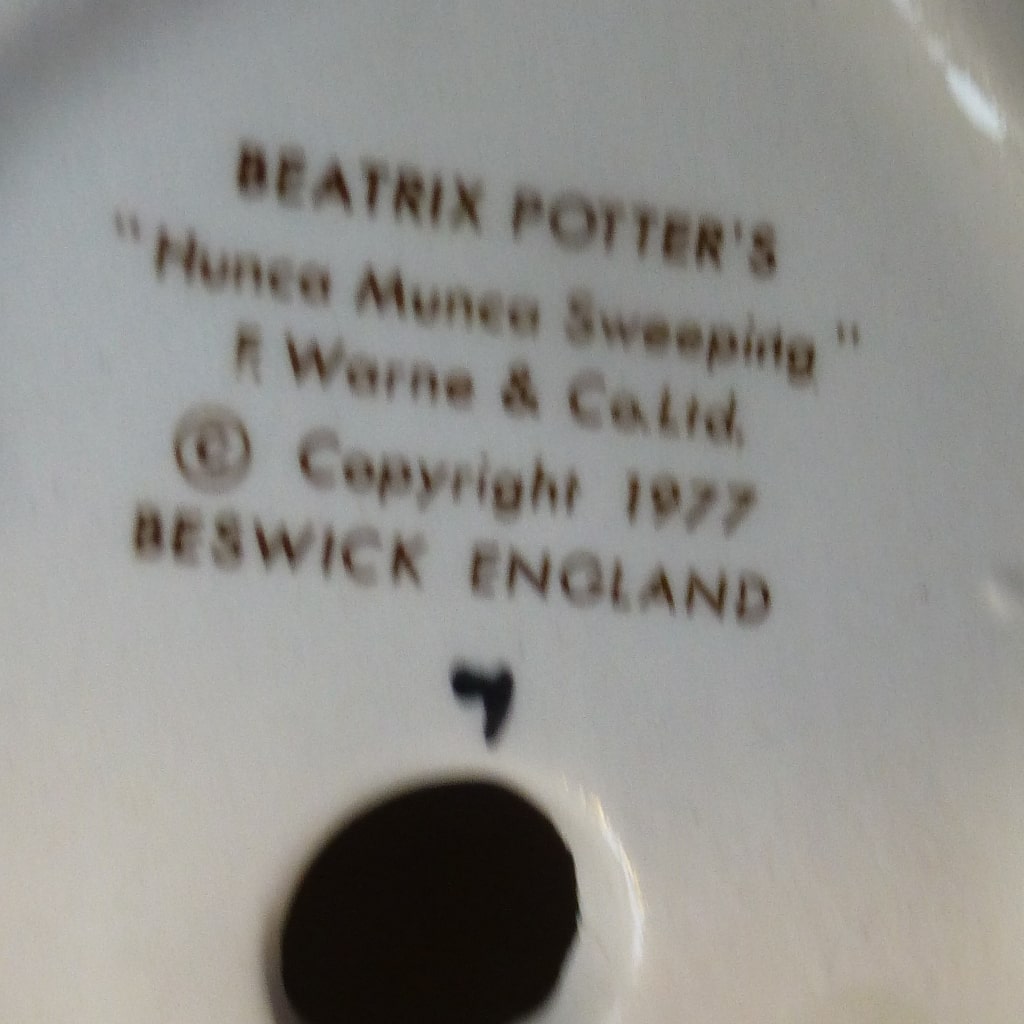 BEATRIX POTTER'S
"Hunca Munca Sweeping"
F. Warne & Co.Ltd.
© Copyright 1977
BESWICK ENGLAND